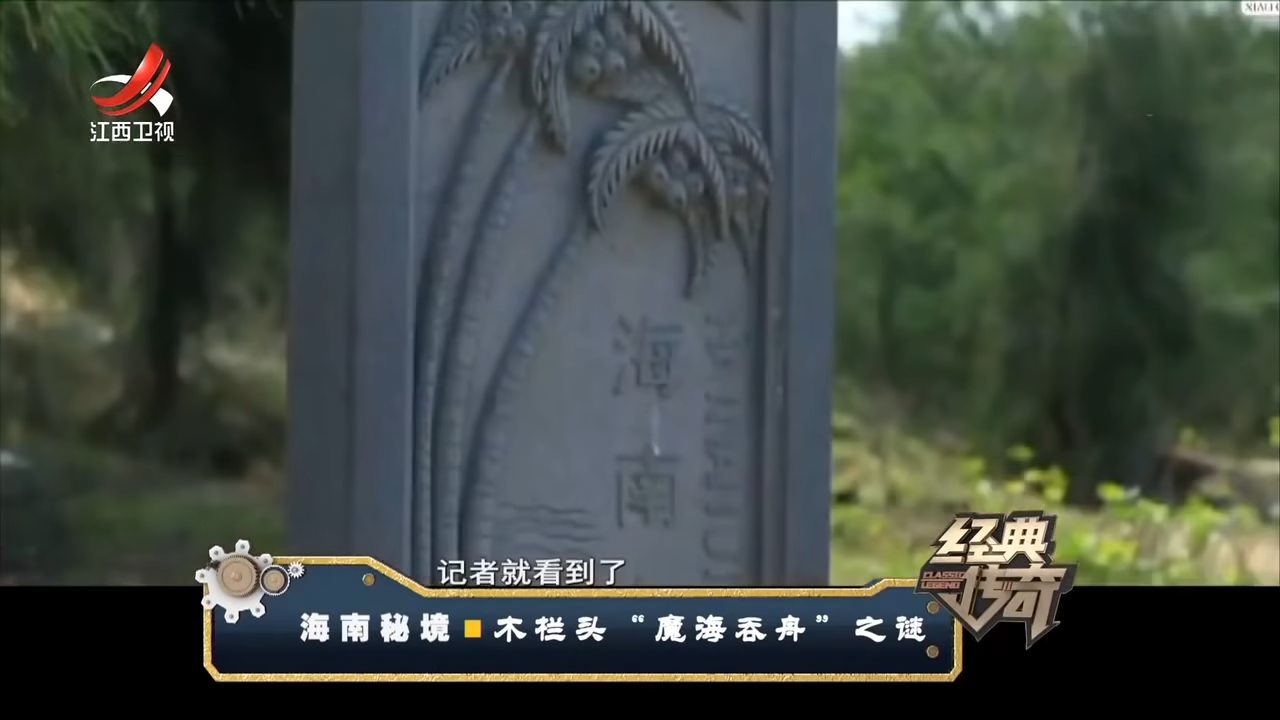 江西卫视
海南
记者就看到了
经典
CLASSIC
LEGEND
传奇
海南秘境■木栏头“魔海吞舟”之谜